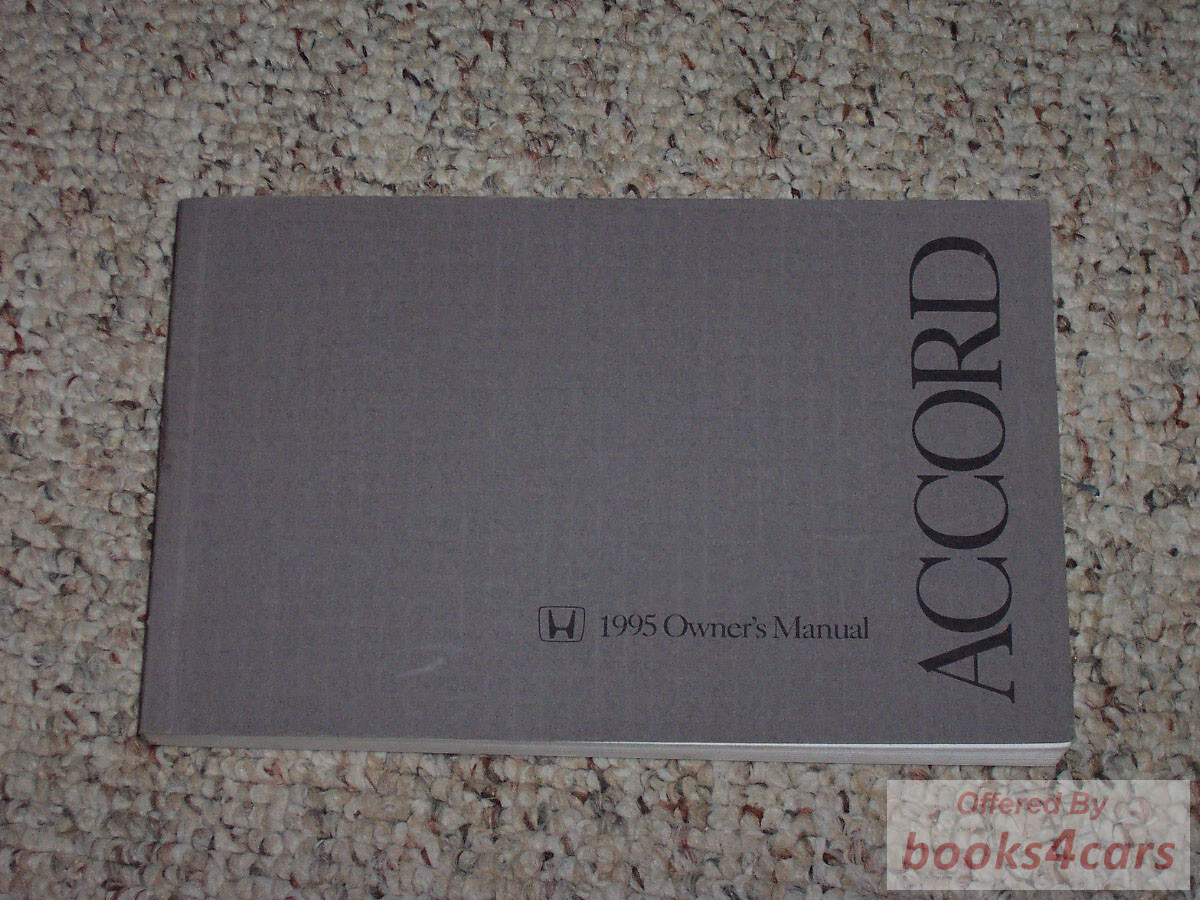 ACCORD
1995 Owner's Manual
Offered By
books4cars